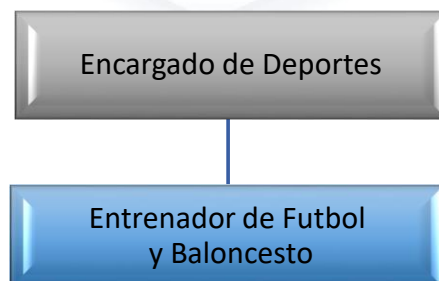 Encargado de Deportes
Entrenador de Futbol
y Baloncesto